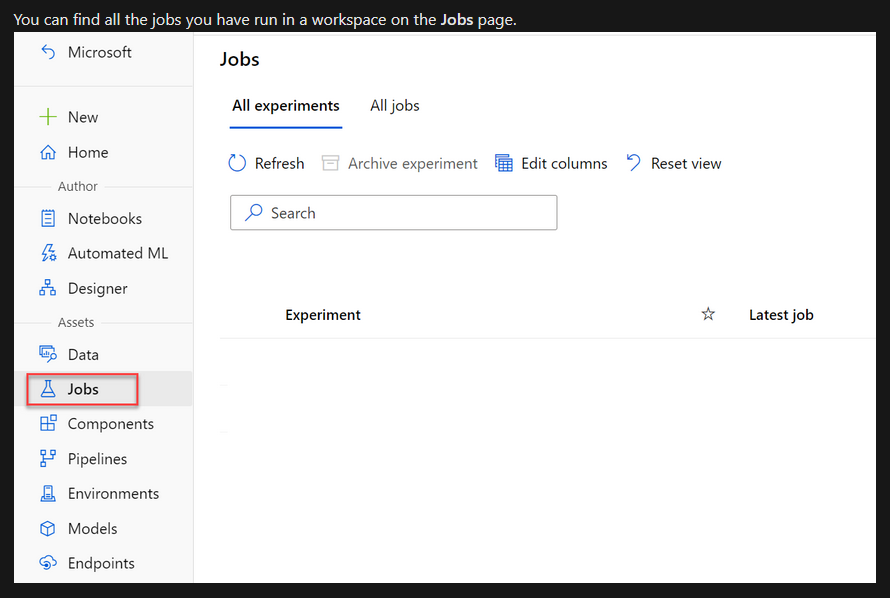 You can find all the jobs you have run in a workspace on the Jobs page.
Microsoft
New
Home
Author
Notebooks
Automated ML
Designer
Assets
Data
Jobs
Components
Pipelines
Environments
Models
Endpoints
Jobs
All experiments All jobs
Refresh Archive experiment Edit columns Reset view
Search
Experiment Latest job